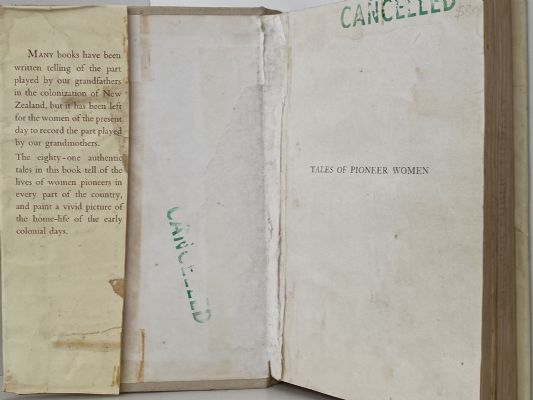 MANY books have been
written telling of the part
played by our grandfathers
in the colonization of New
Zealand, but it has been left
for the women of the present
day to record the part played
by our grandmothers.
The eighty-one authentic
tales in this book tell of the
lives of women pioneers in
every part of the country,
and paint a vivid picture of
the home-life of the early
colonial days.
CANCELLED
CANCELLED
TALES OF PIONEER WOMEN